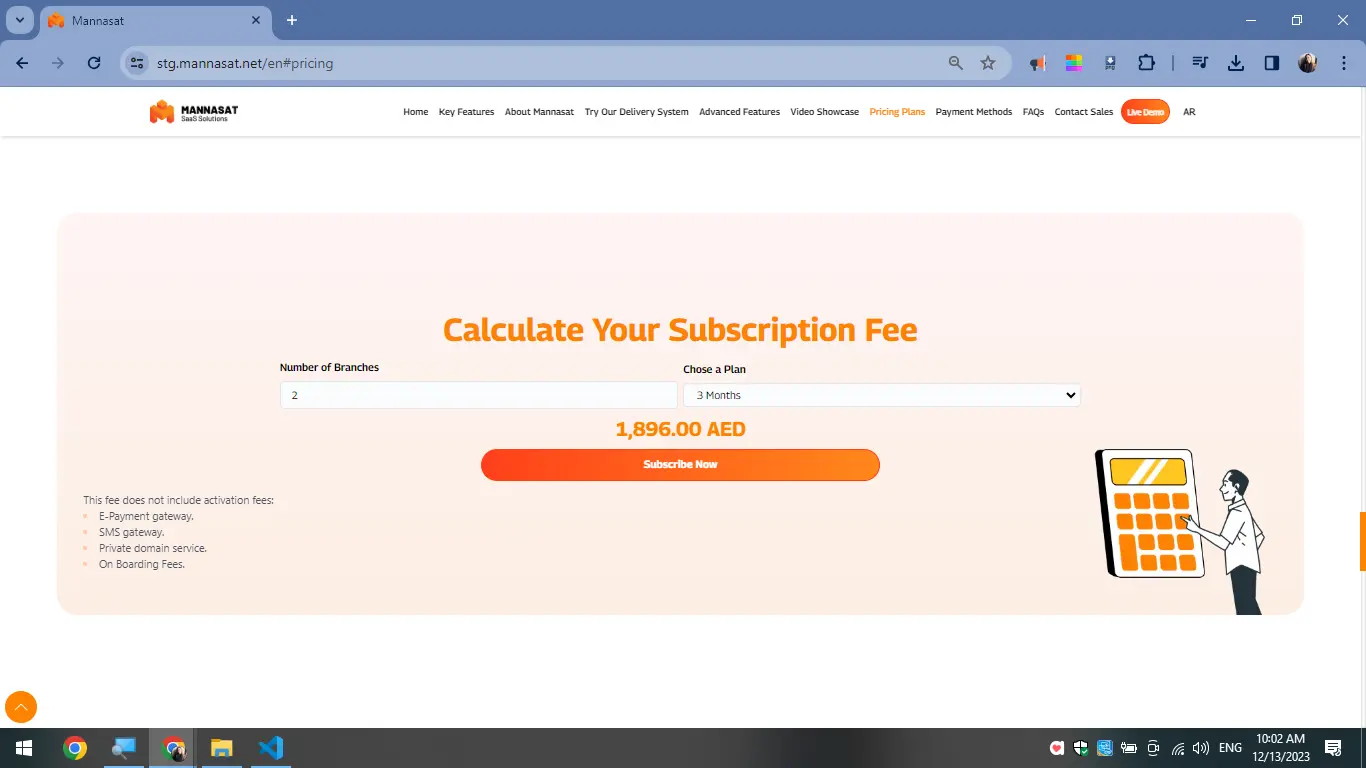 Mannasat
stg.mannasat.net/en#pricing
MANNASAT
SaaS Solutions
Home Key Features About Mannasat Try Our Delivery System Advanced Features Video Showcase Pricing Plans Payment Methods FAQs Contact Sales Live Demo AR
Calculate Your Subscription Fee
Number of Branches
Chose a Plan
2
3 Months
1,896.00 AED
Subscribe Now
This fee does not include activation fees:
E-Payment gateway.
SMS gateway.
Private domain service.
On Boarding Fees.
ENG
10:02 AM
12/13/2023